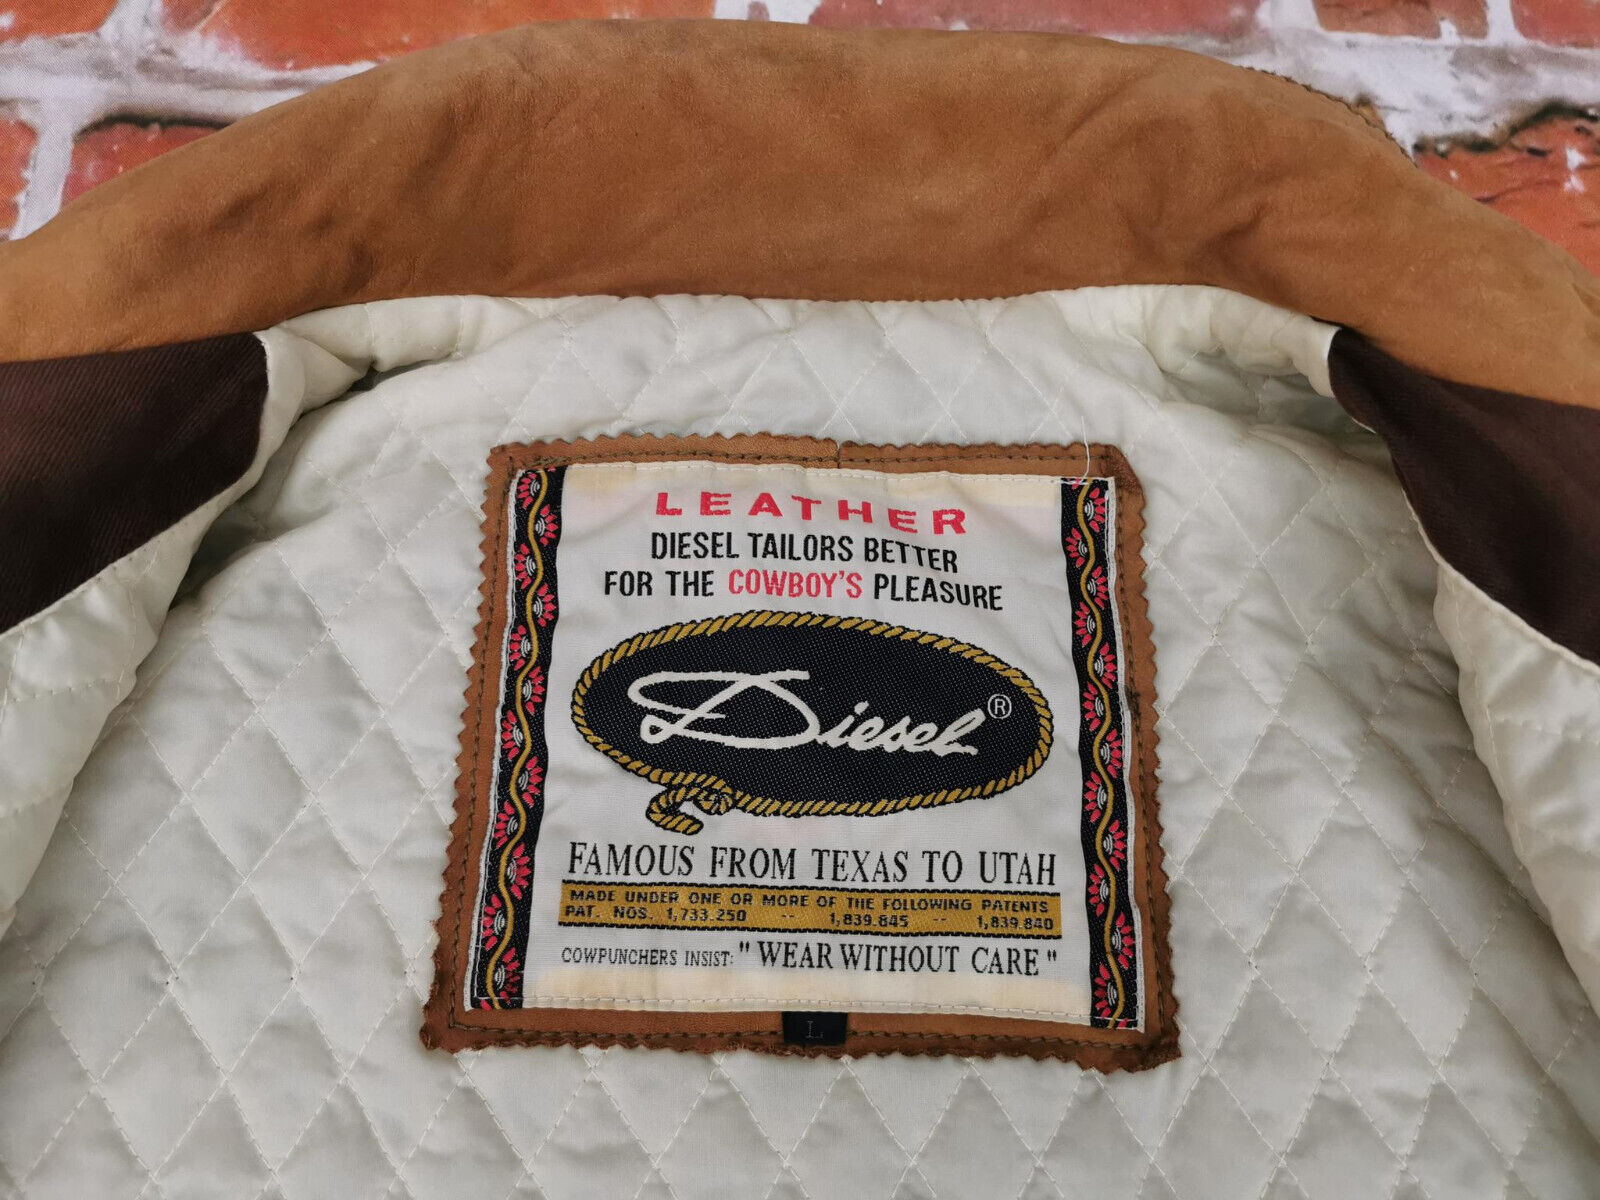 LEATHER
DIESEL TAILORS BETTER
FOR THE COWBOY'S PLEASURE
Diesel ®
FAMOUS FROM TEXAS TO UTAH
MADE UNDER ONE OR MORE OF THE FOLLOWING PATENTS
PAT. NOS. 1,733.250 -- 1,839.845 -- 1,839.840
COWPUNCHERS INSIST: "WEAR WITHOUT CARE"
L